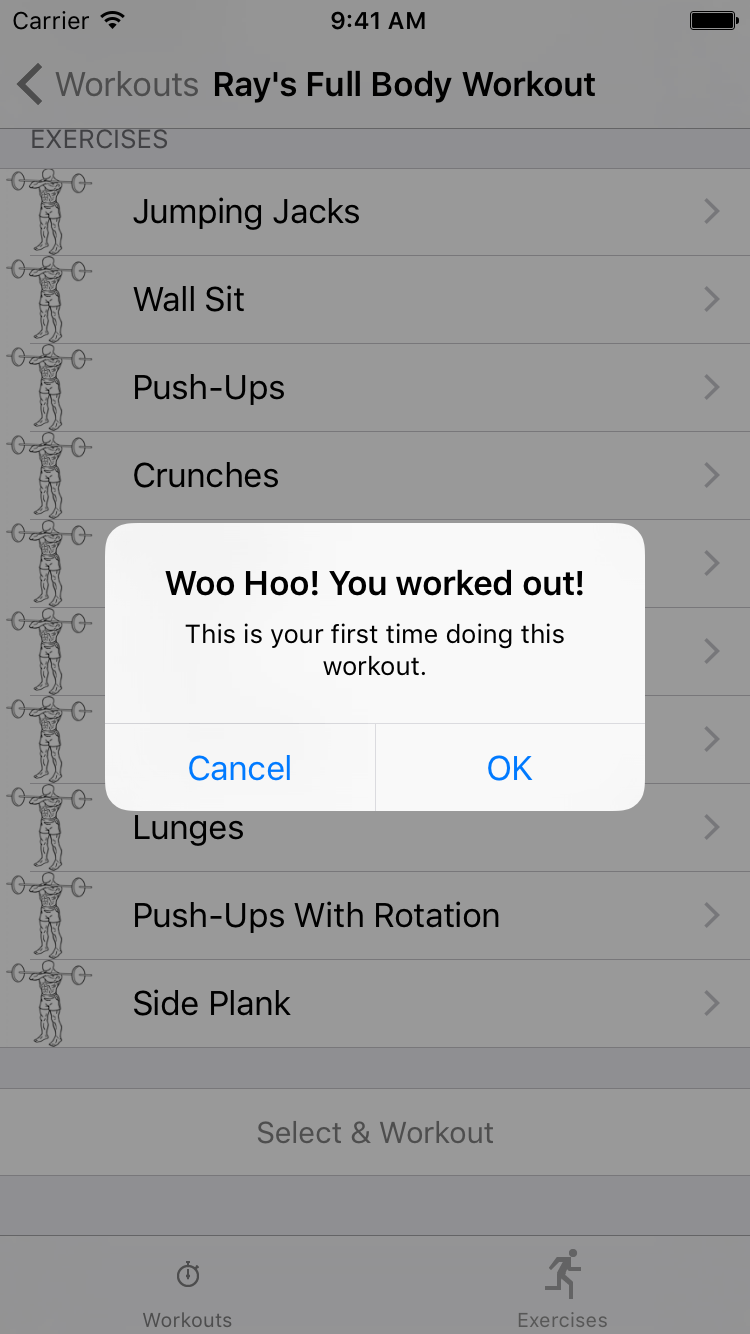 Carrier 9:41 AM
Workouts Ray's Full Body Workout
EXERCISES
Jumping Jacks
Wall Sit
Push-Ups
Crunches
Woo Hoo! You worked out!
This is your first time doing this
workout.
Cancel OK
Lunges
Push-Ups With Rotation
Side Plank
Select & Workout
Workouts Exercises